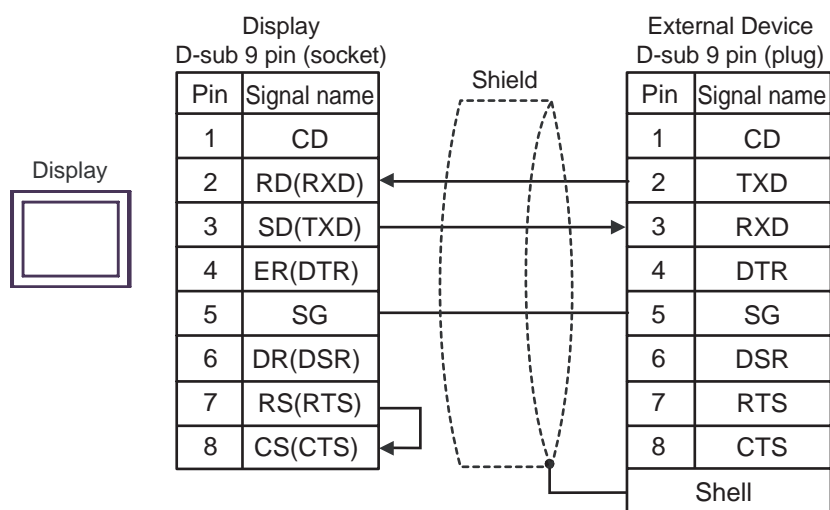 Display
D-sub 9 pin (socket)
External Device
D-sub 9 pin (plug)
Shield
Display
Pin Signal name
1 CD
2 RD(RXD)
3 SD(TXD)
4 ER(DTR)
5 SG
6 DR(DSR)
7 RS(RTS)
8 CS(CTS)
Pin Signal name
1 CD
2 TXD
3 RXD
4 DTR
5 SG
6 DSR
7 RTS
8 CTS
Shell